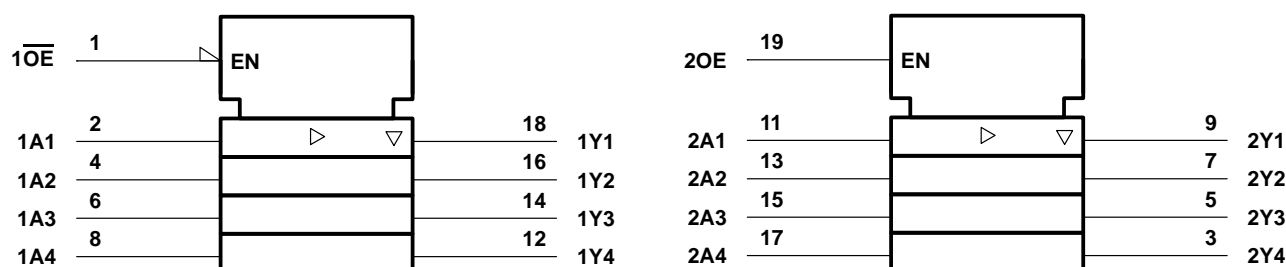 1O̅E̅ 1 EN
1A1 2 18 1Y1
1A2 4 16 1Y2
1A3 6 14 1Y3
1A4 8 12 1Y4
2OE 19 EN
2A1 11 9 2Y1
2A2 13 7 2Y2
2A3 15 5 2Y3
2A4 17 3 2Y4